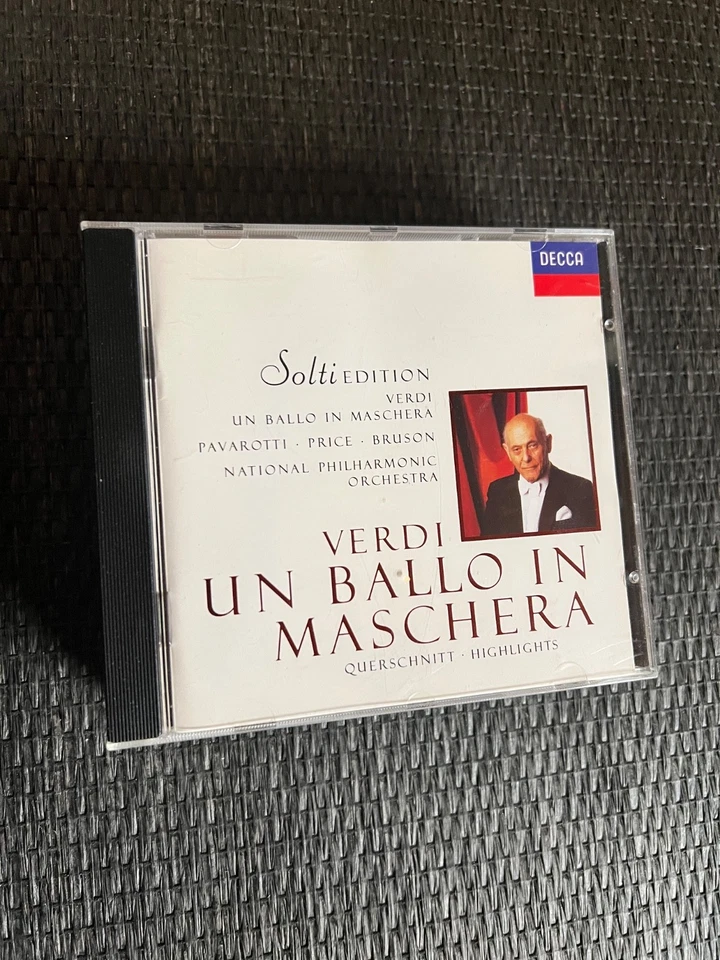 DECCA
Solti EDITION
VERDI
UN BALLO IN MASCHERA
PAVAROTTI · PRICE · BRUSON
NATIONAL PHILHARMONIC
ORCHESTRA
VERDI
UN BALLO IN
MASCHERA
QUERSCHNITT · HIGHLIGHTS